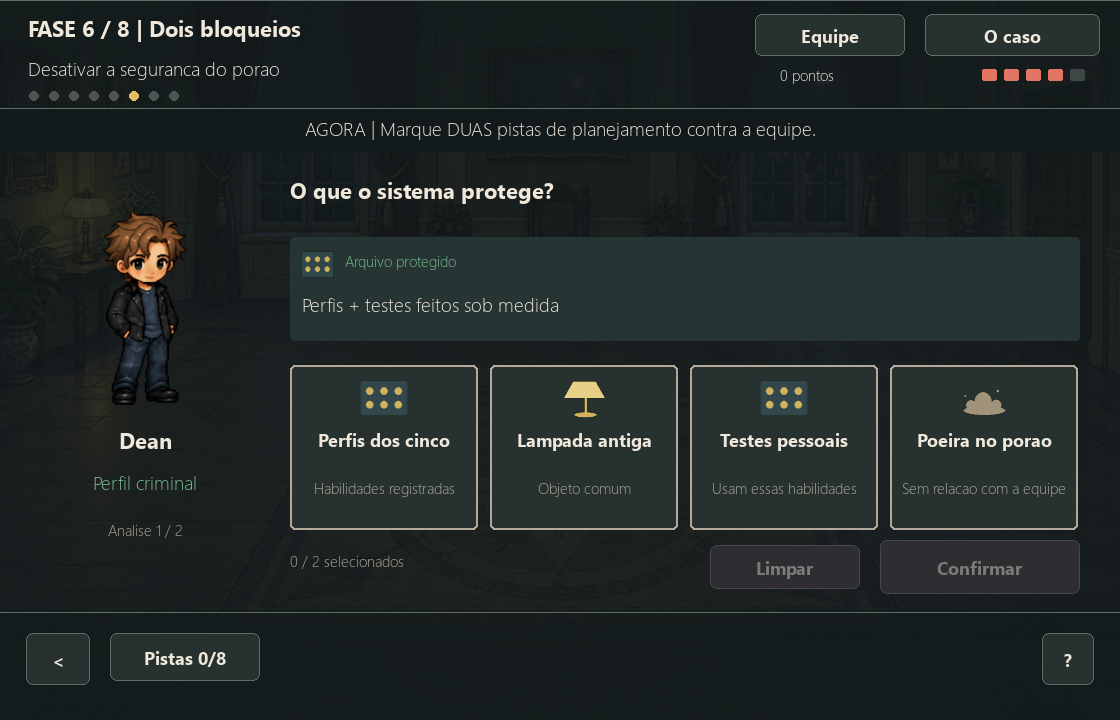 FASE 6 / 8 | Dois bloqueios
Desativar a seguranca do porao
Equipe
O caso
0 pontos
AGORA | Marque DUAS pistas de planejamento contra a equipe.
O que o sistema protege?
Arquivo protegido
Perfis + testes feitos sob medida
Dean
Perfil criminal
Analise 1 / 2
Perfis dos cinco
Habilidades registradas
Lampada antiga
Objeto comum
Testes pessoais
Usam essas habilidades
Poeira no porao
Sem relacao com a equipe
0 / 2 selecionados
Limpar
Confirmar
<
Pistas 0/8
?